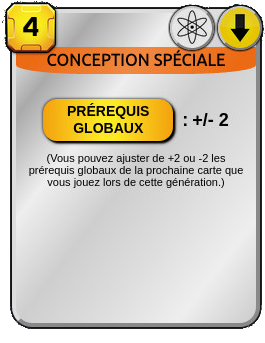 4
CONCEPTION SPÉCIALE
PRÉREQUIS
GLOBAUX : +/- 2
(Vous pouvez ajuster de +2 ou -2 les
prérequis globaux de la prochaine carte que
vous jouez lors de cette génération.)